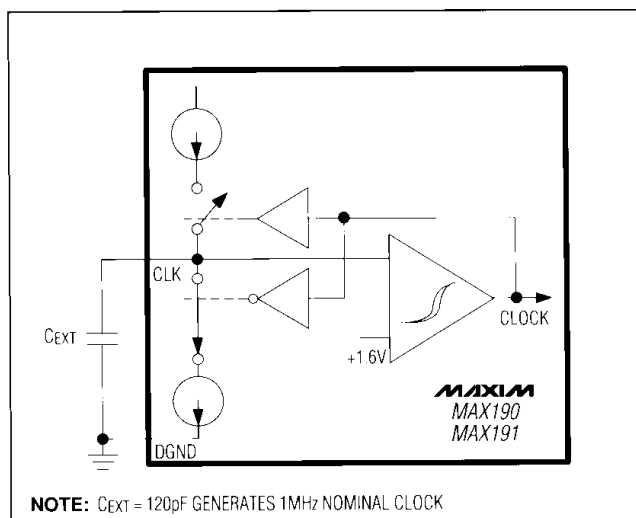 CLK
CEXT
+1.6V
CLOCK
MAXIM
MAX190
MAX191
DGND
NOTE: CEXT = 120pF GENERATES 1MHz NOMINAL CLOCK